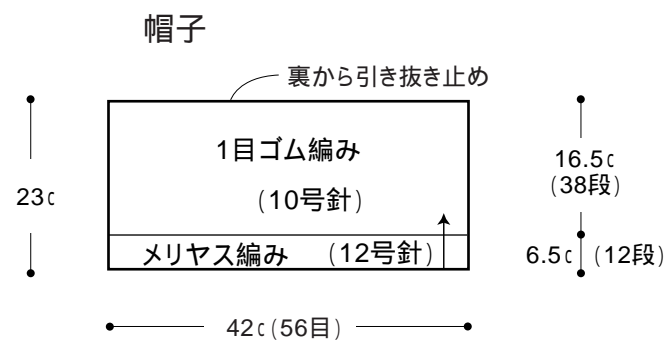 帽子
裏から引き抜き止め
1目ゴム編み
(10号針)
メリヤス編み (12号針)
23c
16.5c
(38段)
6.5c (12段)
42c(56目)